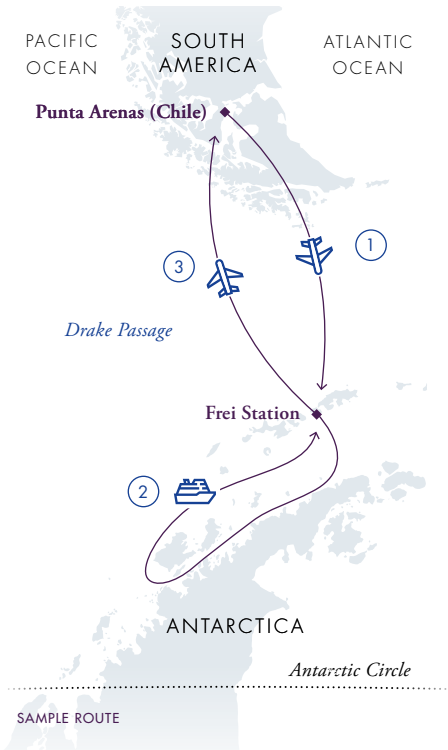 PACIFIC
OCEAN
SOUTH
AMERICA
ATLANTIC
OCEAN
Punta Arenas (Chile)
1
3
Drake Passage
Frei Station
2
ANTARCTICA
Antarctic Circle
SAMPLE ROUTE